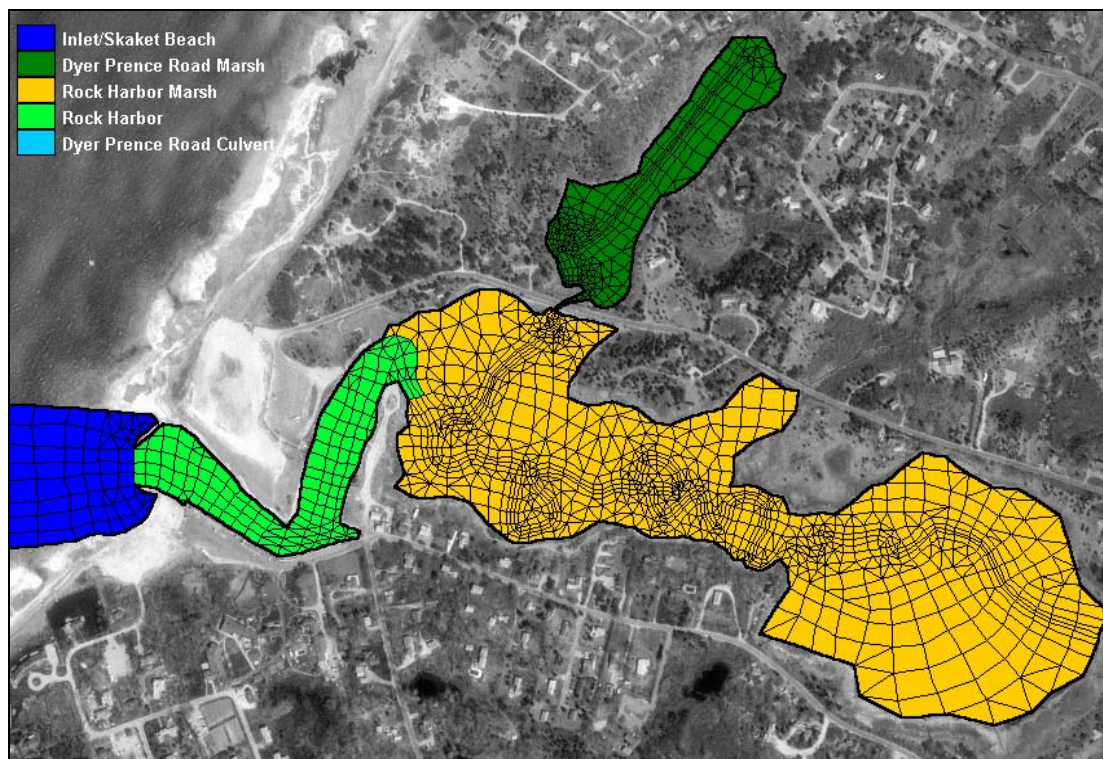 Inlet/Skaket Beach
Dyer Prence Road Marsh
Rock Harbor Marsh
Rock Harbor
Dyer Prence Road Culvert